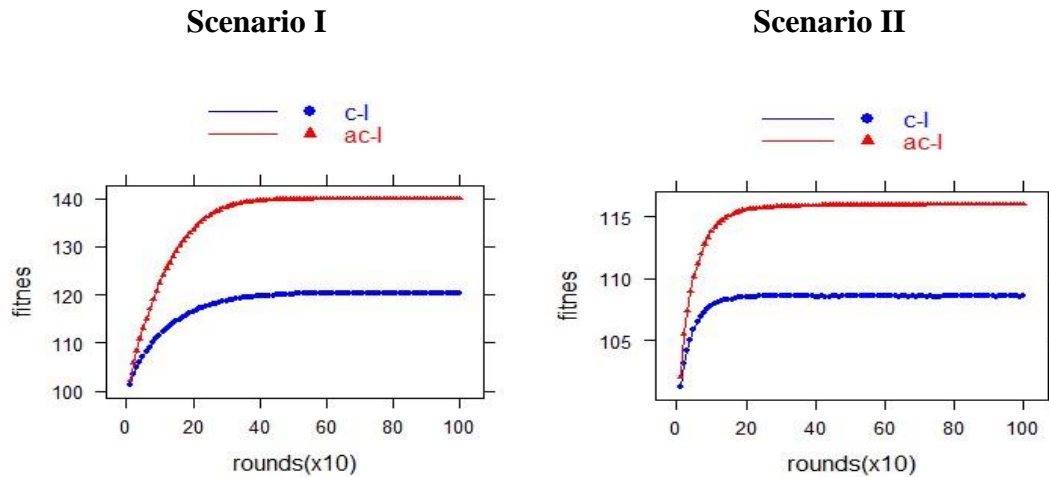 Scenario I
c-l
ac-l
140
130
120
110
100
fitnes
0 20 40 60 80 100
rounds(x10)
Scenario II
c-l
ac-l
115
110
105
fitnes
0 20 40 60 80 100
rounds(x10)